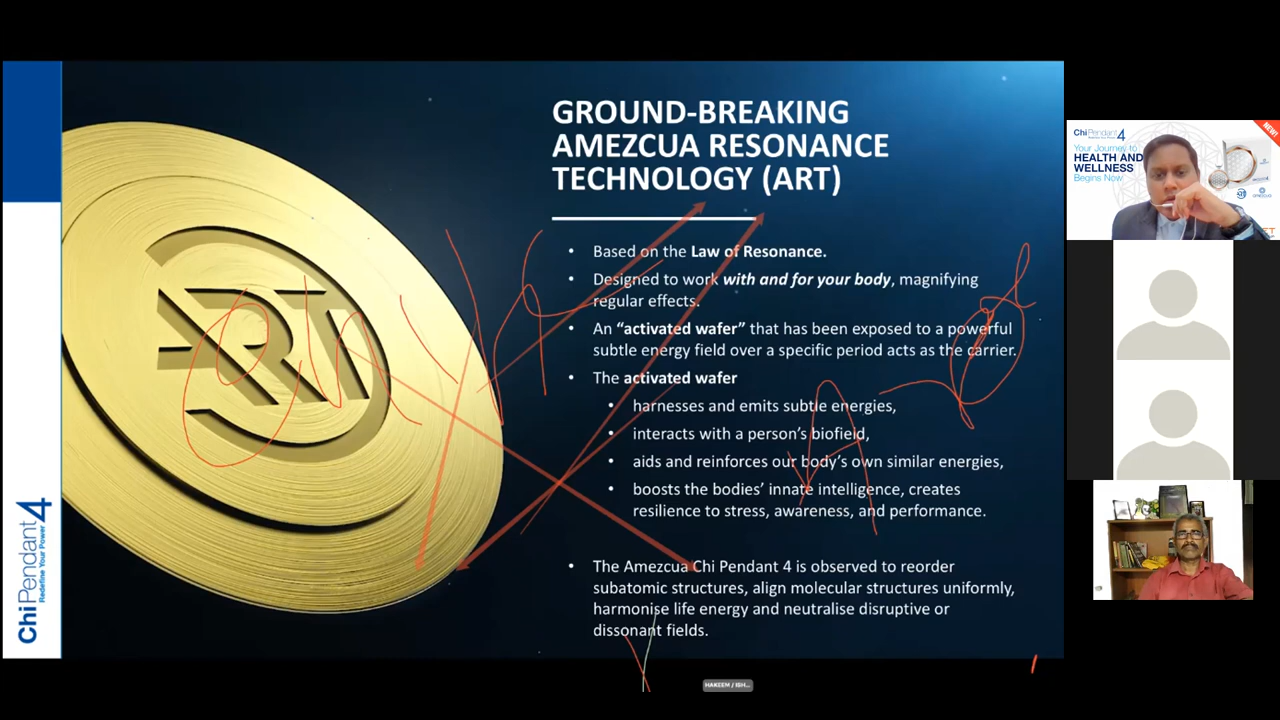 GROUND-BREAKING
AMEZCUA RESONANCE
TECHNOLOGY (ART)
• Based on the Law of Resonance.
• Designed to work with and for your body, magnifying
regular effects.
• An “activated wafer” that has been exposed to a powerful
subtle energy field over a specific period acts as the carrier.
• The activated wafer
• harnesses and emits subtle energies,
• interacts with a person’s biofield,
• aids and reinforces our body’s own similar energies,
• boosts the bodies’ innate intelligence, creates
resilience to stress, awareness, and performance.
• The Amezcua Chi Pendant 4 is observed to reorder
subatomic structures, align molecular structures uniformly,
harmonise life energy and neutralise disruptive or
dissonant fields.
ART
ChiPendant4
Redefine Your Power
HAKEEM / ISH...
ChiPendant4
Your Journey to
HEALTH AND
WELLNESS
Begins Now
NEW!